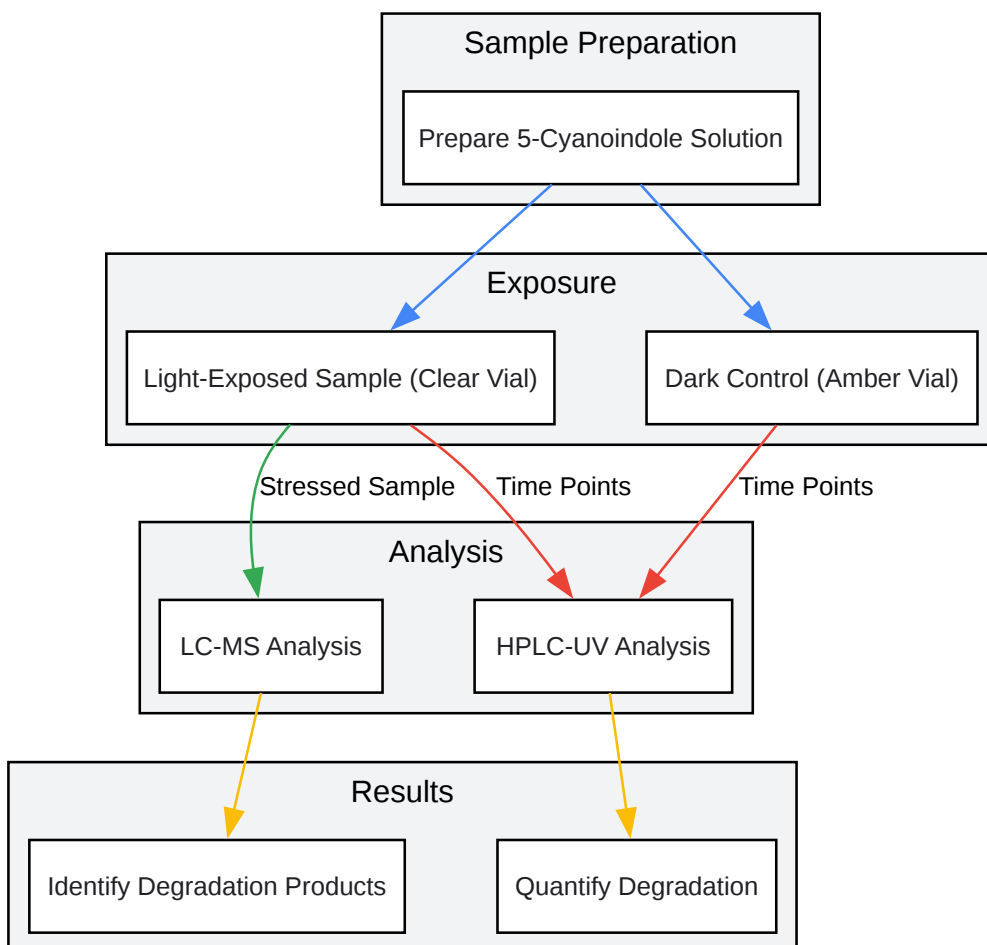 Sample Preparation
Prepare 5-Cyanoindole Solution
Exposure
Light-Exposed Sample (Clear Vial)
Dark Control (Amber Vial)
Stressed Sample
Time Points
Time Points
Analysis
LC-MS Analysis
HPLC-UV Analysis
Results
Identify Degradation Products
Quantify Degradation